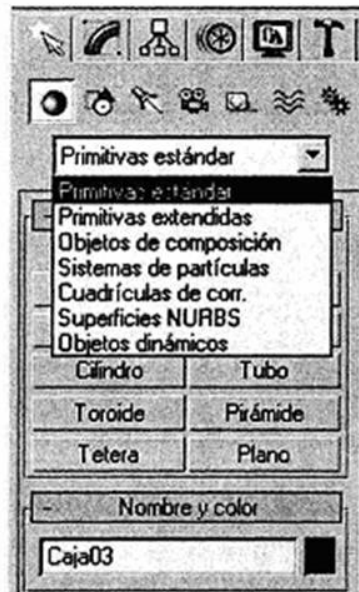 Primitivas estándar
Primitivas estándar
Primitivas extendidas
Objetos de composición
Sistemas de partículas
Cuadrículas de corr.
Superficies NURBS
Objetos dinámicos
Cilindro Tubo
Toroide Pirámide
Tetera Plano
- Nombre y color
Caja03